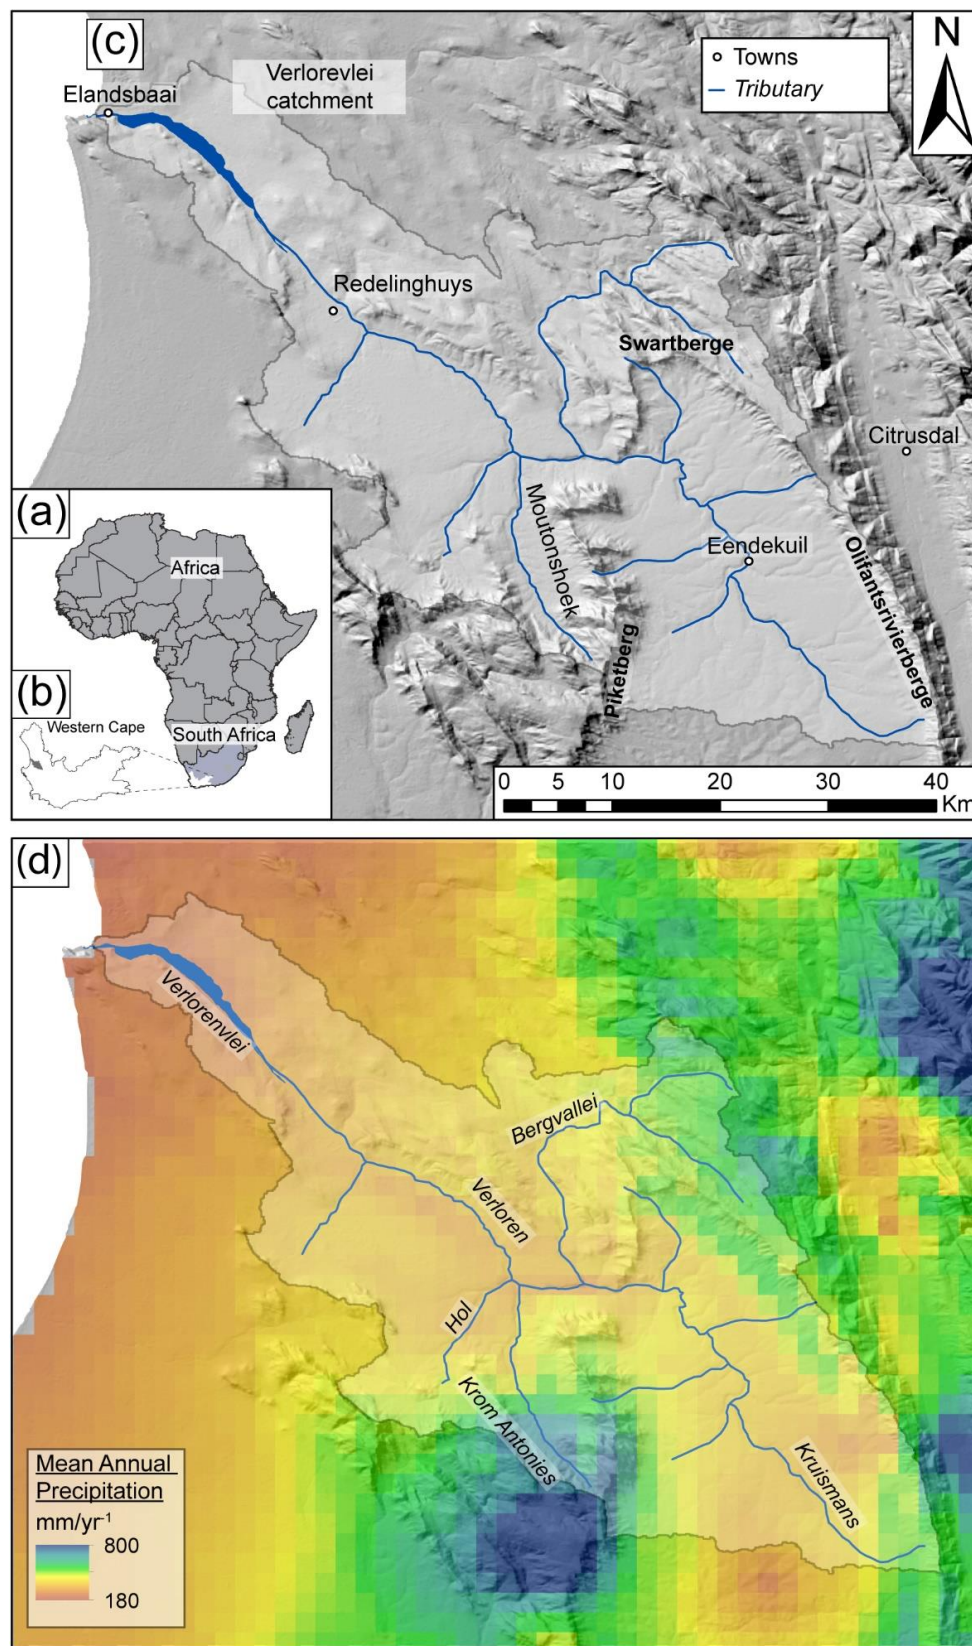 (c)
Verlorevlei
catchment
Elandsbaai
Towns
Tributary
N
Redelinghuys
Swartberge
Citrusdal
Moutonshoek
Eendekuil
Olifantsrivierberge
Piketberg
(a)
Africa
(b)
Western Cape
South Africa
0 5 10 20 30 40
Km
(d)
Verlorenvlei
Bergvallei
Verloren
Hol
Krom Antonies
Kruismans
Mean Annual
Precipitation
mm/yr⁻¹
800
180